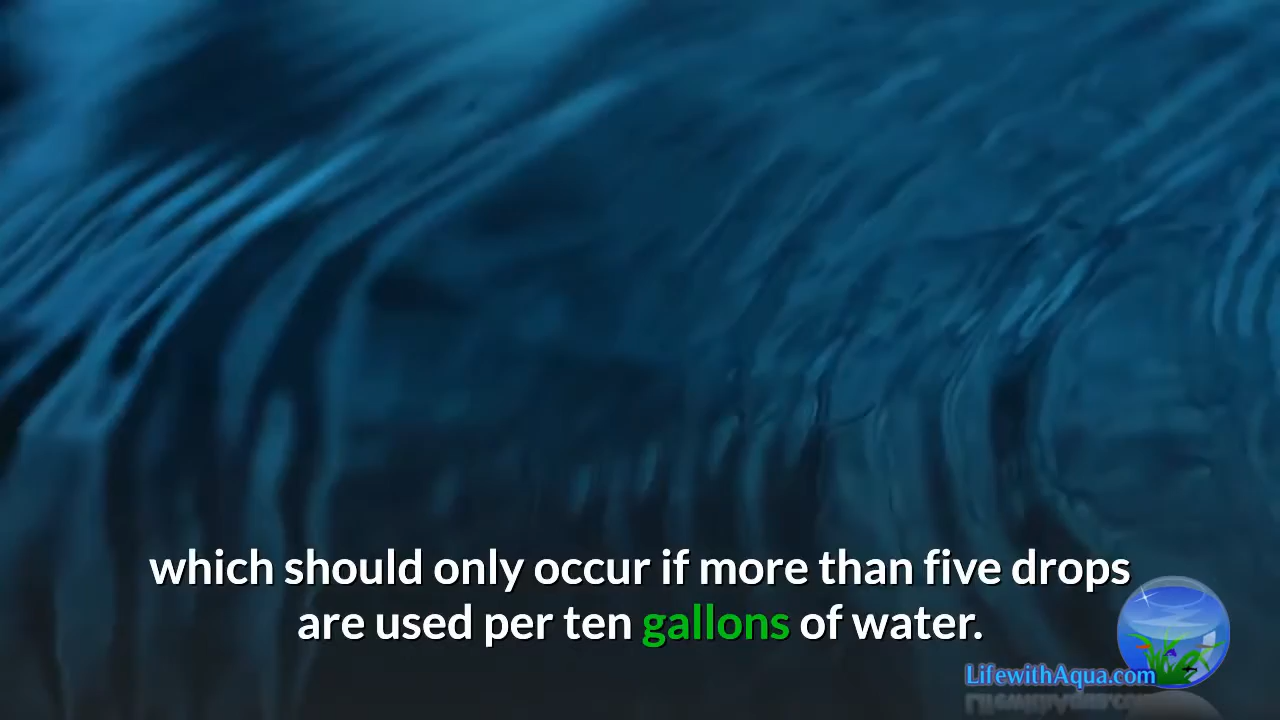 which should only occur if more than five drops
are used per ten gallons of water.
LifewithAqua.com